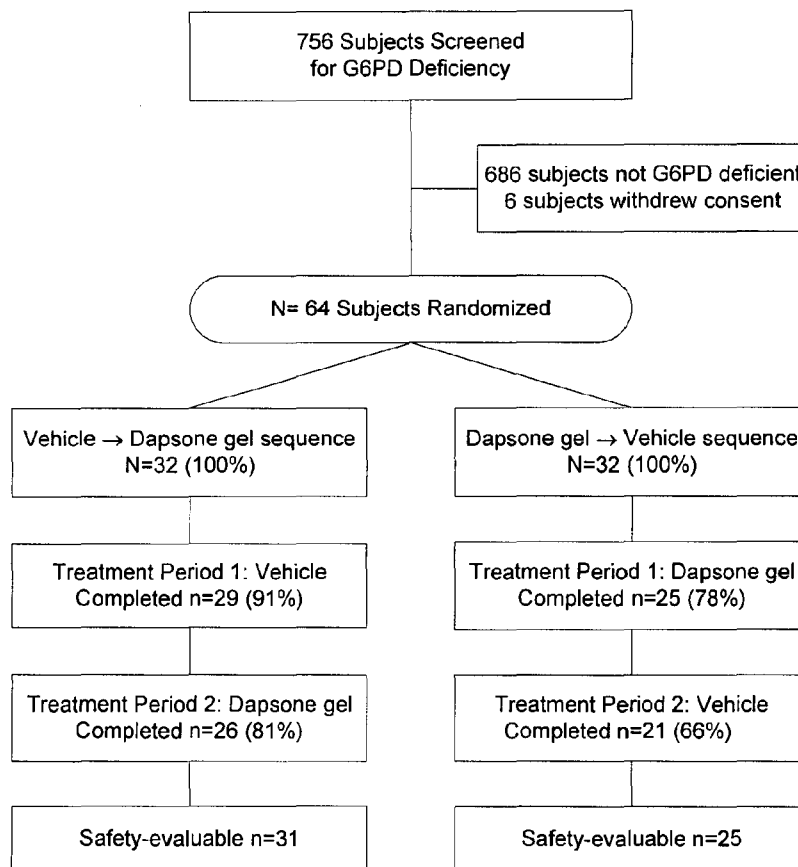 756 Subjects Screened
for G6PD Deficiency
686 subjects not G6PD deficient
6 subjects withdrew consent
N= 64 Subjects Randomized
Vehicle → Dapsone gel sequence
N=32 (100%)
Dapsone gel → Vehicle sequence
N=32 (100%)
Treatment Period 1: Vehicle
Completed n=29 (91%)
Treatment Period 1: Dapsone gel
Completed n=25 (78%)
Treatment Period 2: Dapsone gel
Completed n=26 (81%)
Treatment Period 2: Vehicle
Completed n=21 (66%)
Safety-evaluable n=31
Safety-evaluable n=25